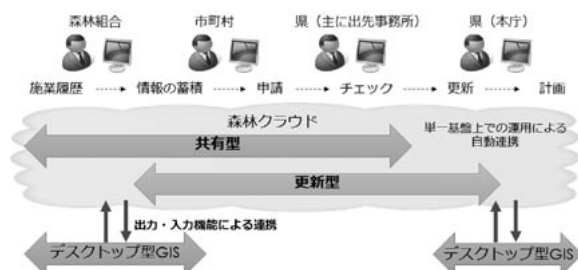 森林組合 市町村 県（主に出先事務所） 県（本庁）
施業履歴 情報の蓄積 申請 チェック 更新 計画
森林クラウド
単一基盤上での運用による
自動連携
共有型
更新型
出力・入力機能による連携
デスクトップ型GIS デスクトップ型GIS